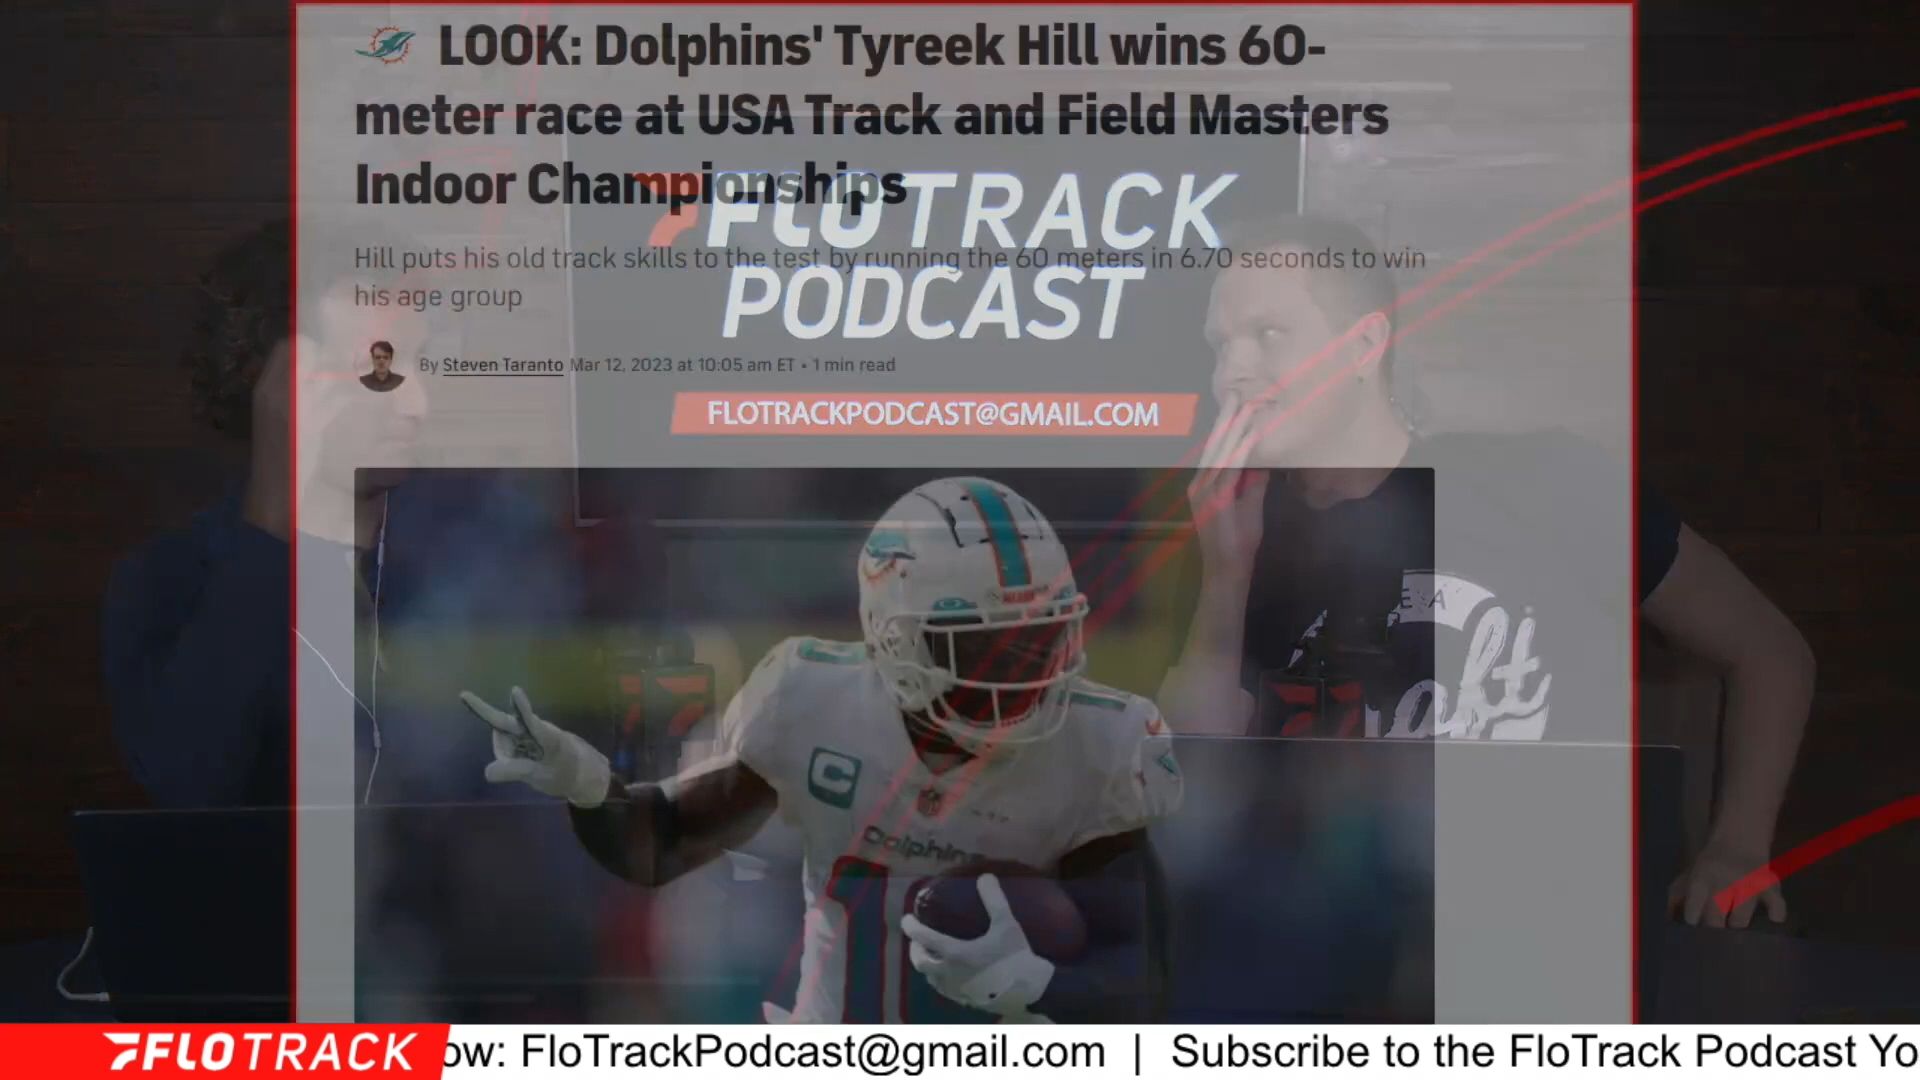 LOOK: Dolphins' Tyreek Hill wins 60-
meter race at USA Track and Field Masters
Indoor Championships
FLOTRACK
PODCAST
Hill puts his old track skills to the test by running the 60 meters in 6.70 seconds to win
his age group
By Steven Taranto Mar 12, 2023 at 10:05 am ET • 1 min read
FLOTRACKPODCAST@GMAIL.COM
C
Dolphins
FLOTRACK
ow: FloTrackPodcast@gmail.com | Subscribe to the FloTrack Podcast Yo